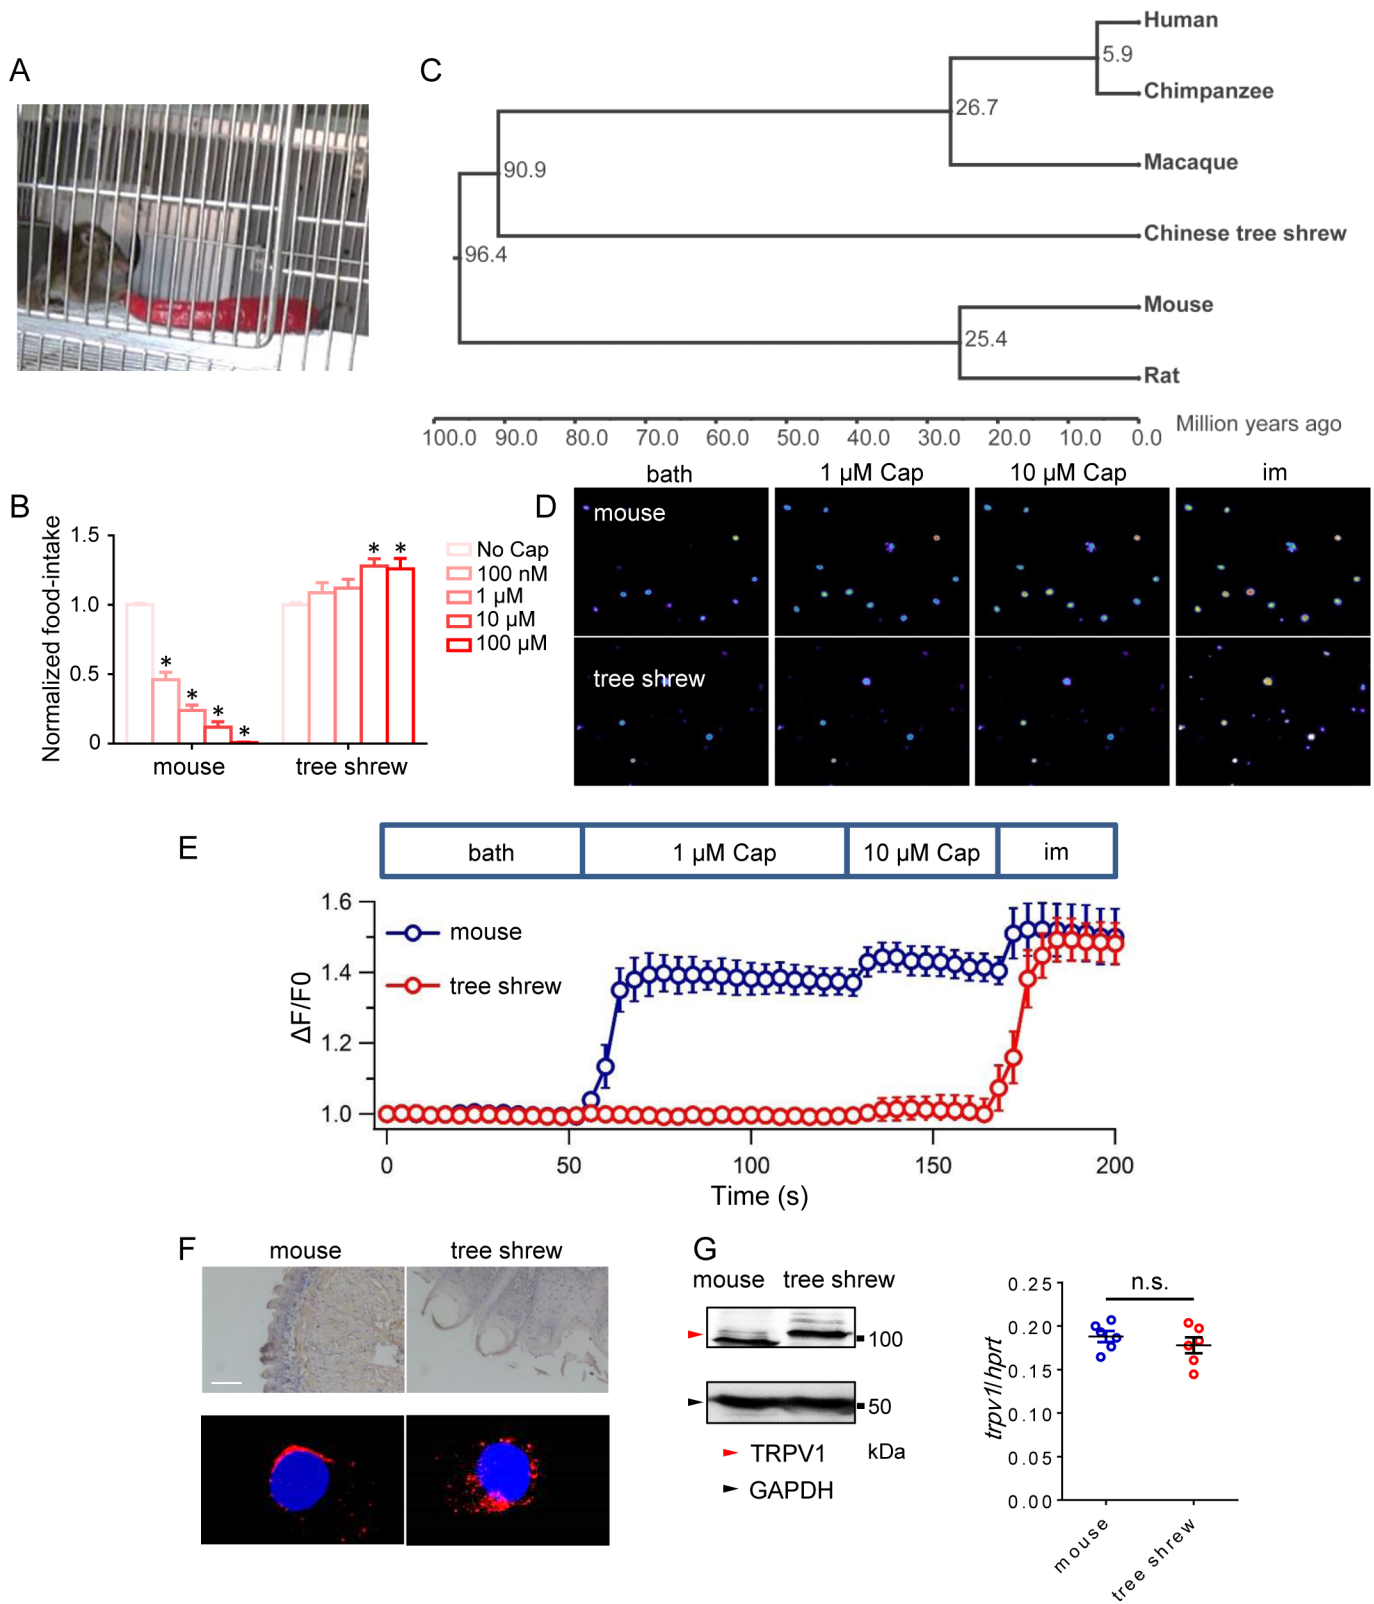 A
C
Human
5.9
Chimpanzee
26.7
Macaque
90.9
Chinese tree shrew
96.4
Mouse
25.4
Rat
100.0 90.0 80.0 70.0 60.0 50.0 40.0 30.0 20.0 10.0 0.0 Million years ago
B
Normalized food-intake
1.5
1.0
0.5
0
* * * *
* *
mouse tree shrew
No Cap
100 nM
1 µM
10 µM
100 µM
D
bath 1 µM Cap 10 µM Cap im
mouse
tree shrew
E
bath 1 µM Cap 10 µM Cap im
ΔF/F0
1.6
1.4
1.2
1.0
mouse
tree shrew
0 50 100 150 200
Time (s)
F
mouse tree shrew
G
mouse tree shrew
100
50
TRPV1 kDa
GAPDH
trpv1/hprt
0.25
0.20
0.15
0.10
0.05
0.00
n.s.
mouse
tree shrew